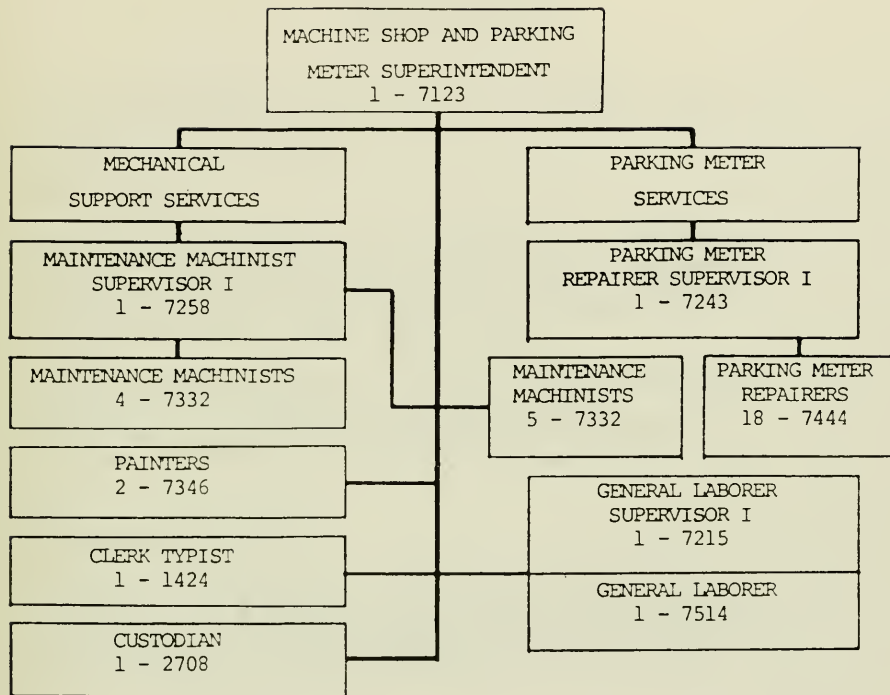 MACHINE SHOP AND PARKING
METER SUPERINTENDENT
1 - 7123
MECHANICAL
SUPPORT SERVICES
PARKING METER
SERVICES
MAINTENANCE MACHINIST
SUPERVISOR I
1 - 7258
PARKING METER
REPAIRER SUPERVISOR I
1 - 7243
MAINTENANCE MACHINISTS
4 - 7332
MAINTENANCE
MACHINISTS
5 - 7332
PARKING METER
REPAIRERS
18 - 7444
PAINTERS
2 - 7346
GENERAL LABORER
SUPERVISOR I
1 - 7215
CLERK TYPIST
1 - 1424
GENERAL LABORER
1 - 7514
CUSTODIAN
1 - 2708